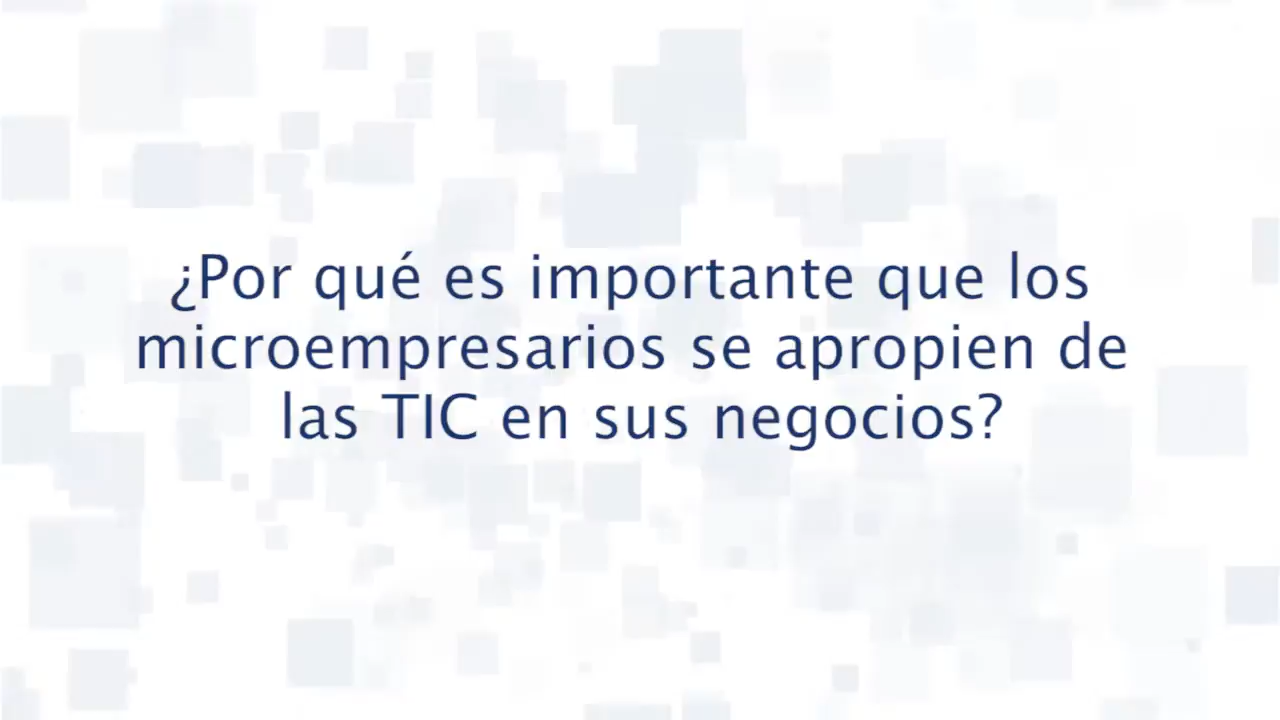 ¿Por qué es importante que los
microempresarios se apropien de
las TIC en sus negocios?